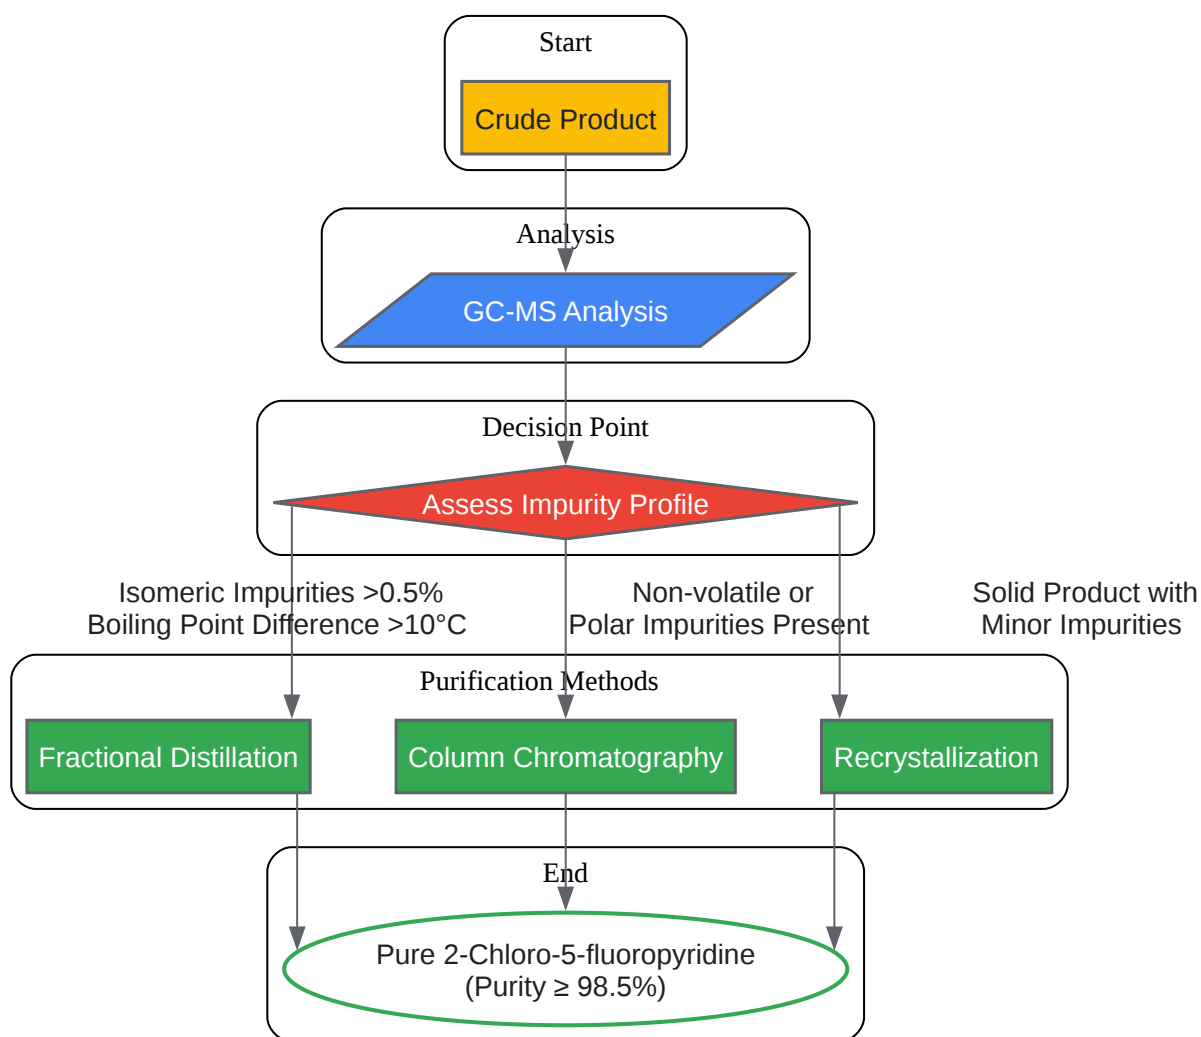 Start
Crude Product
Analysis
GC-MS Analysis
Decision Point
Assess Impurity Profile
Isomeric Impurities >0.5%
Boiling Point Difference >10°C
Non-volatile or
Polar Impurities Present
Solid Product with
Minor Impurities
Purification Methods
Fractional Distillation
Column Chromatography
Recrystallization
End
Pure 2-Chloro-5-fluoropyridine
(Purity ≥ 98.5%)